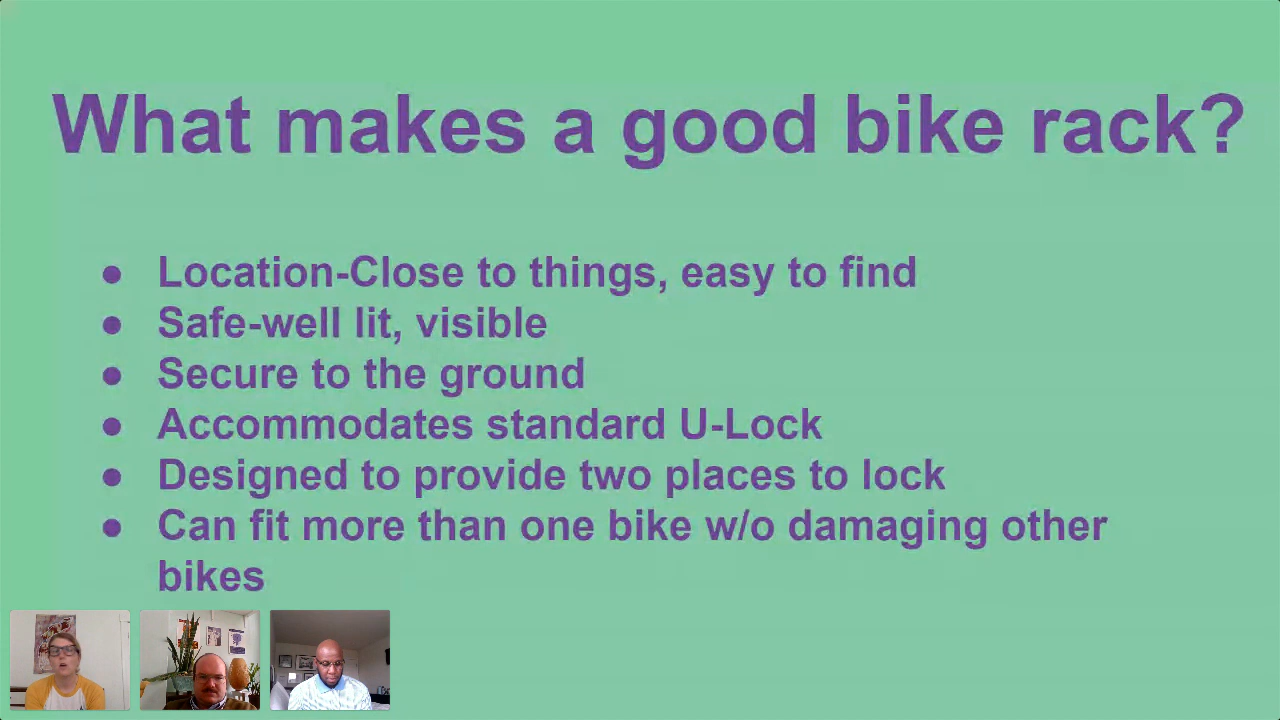 What makes a good bike rack?
● Location-Close to things, easy to find
● Safe-well lit, visible
● Secure to the ground
● Accommodates standard U-Lock
● Designed to provide two places to lock
● Can fit more than one bike w/o damaging other
bikes